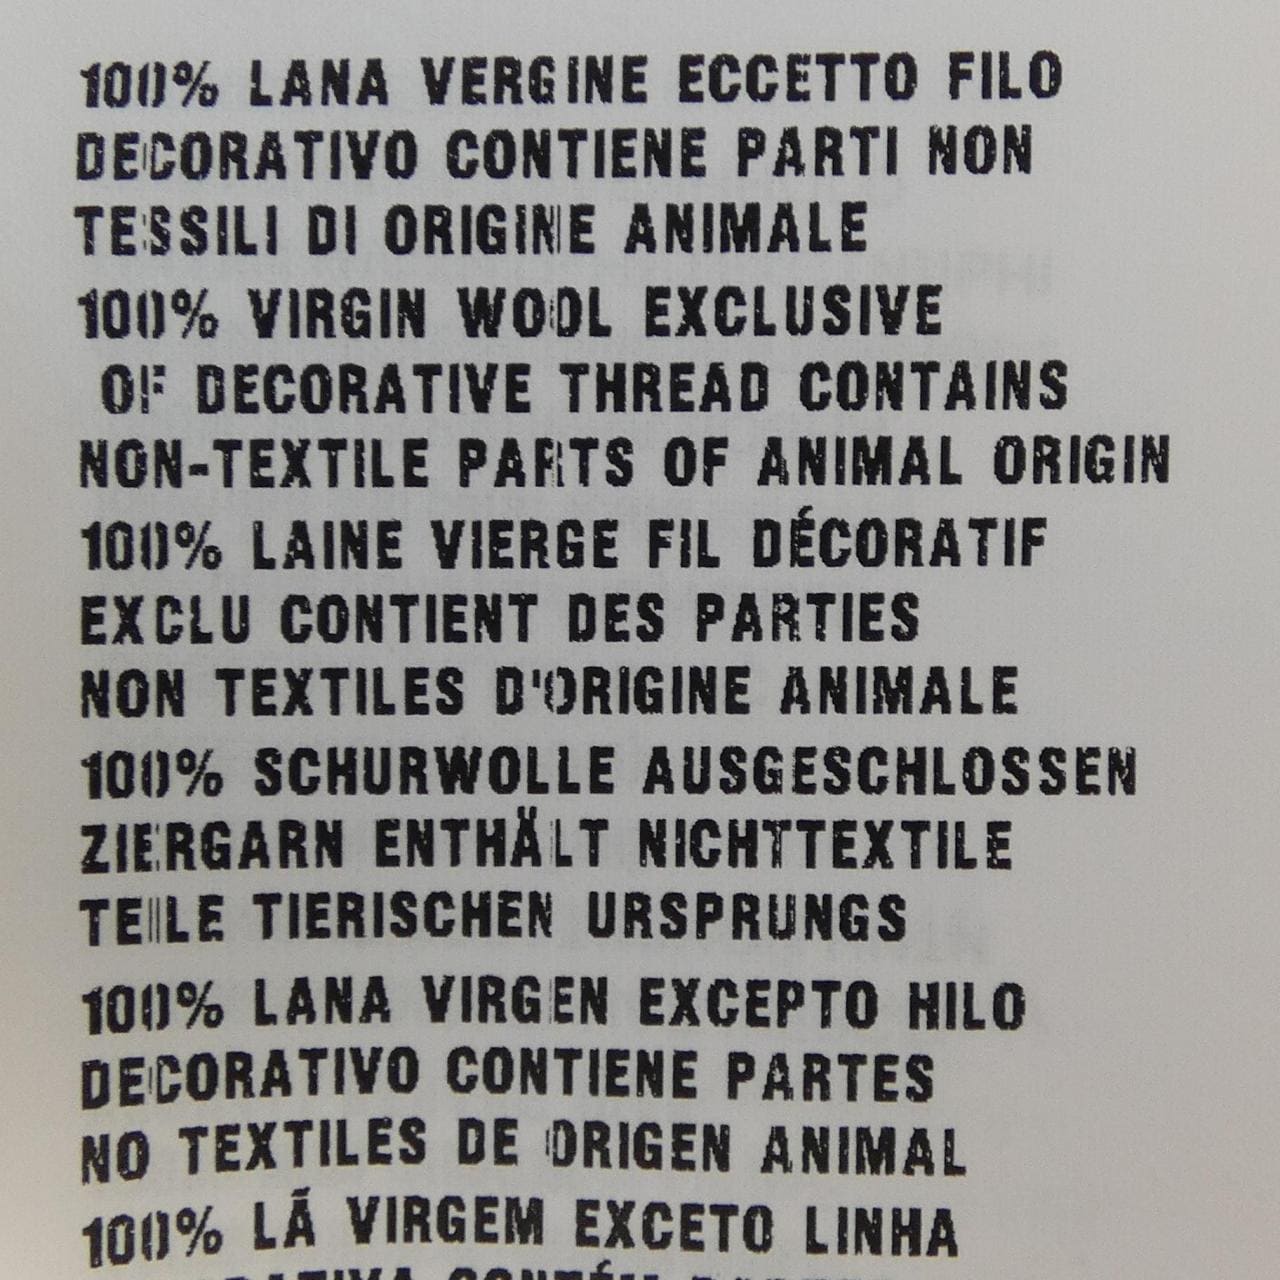 100% LANA VERGINE ECCETTO FILO
DECORATIVO CONTIENE PARTI NON
TESSILI DI ORIGINE ANIMALE
100% VIRGIN WOOL EXCLUSIVE
OF DECORATIVE THREAD CONTAINS
NON-TEXTILE PARTS OF ANIMAL ORIGIN
100% LAINE VIERGE FIL DÉCORATIF
EXCLU CONTIENT DES PARTIES
NON TEXTILES D'ORIGINE ANIMALE
100% SCHURWOLLE AUSGESCHLOSSEN
ZIERGARN ENTHÄLT NICHTTEXTILE
TEILE TIERISCHEN URSPRUNGS
100% LANA VIRGEN EXCEPTO HILO
DECORATIVO CONTIENE PARTES
NO TEXTILES DE ORIGEN ANIMAL
100% LÃ VIRGEM EXCETO LINHA